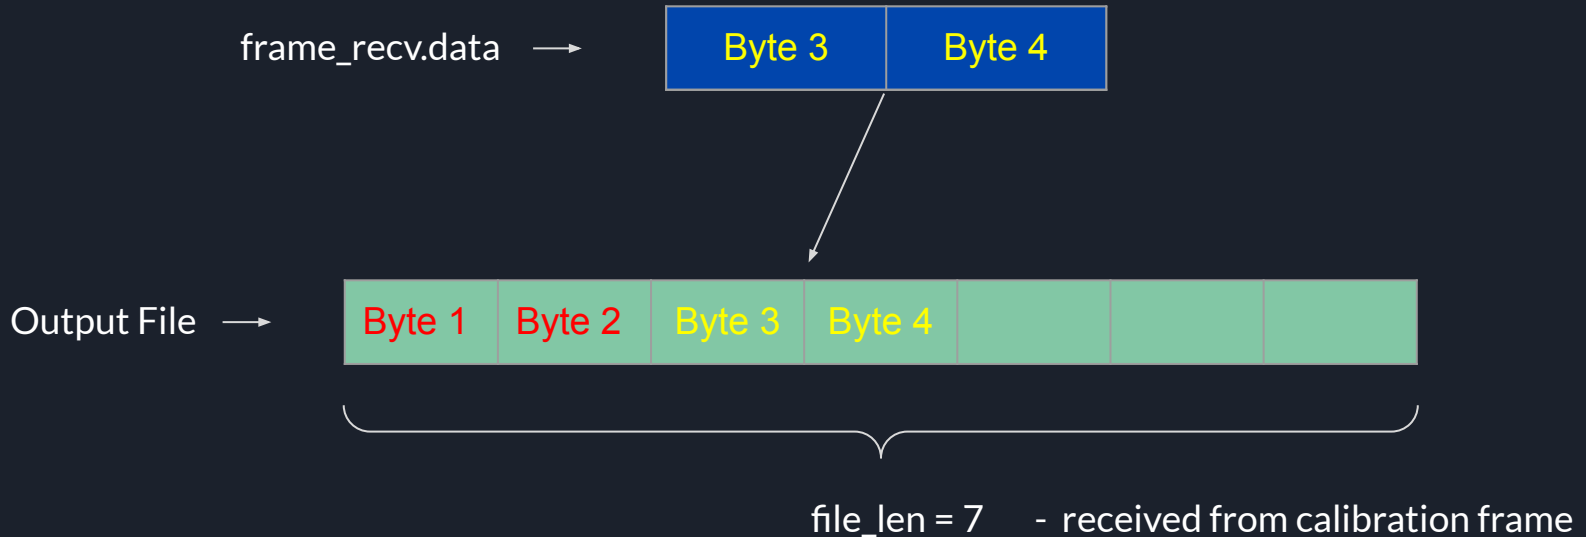 frame_recv.data
Byte 3 Byte 4
Output File
Byte 1 Byte 2 Byte 3 Byte 4
file_len = 7 - received from calibration frame